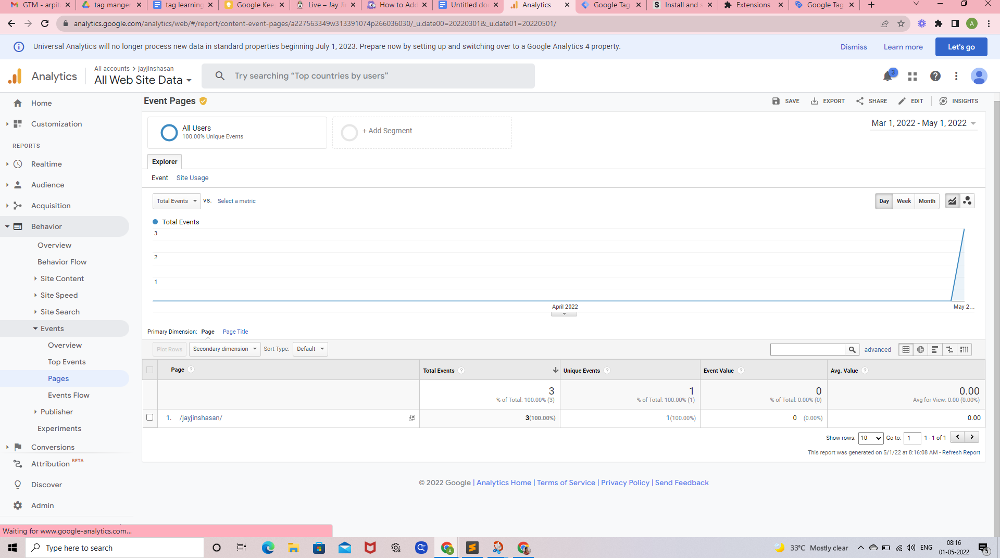 GTM - arpit
tag manger
tag learning
Google Kee
Live – Jay Ji
How to Add
Untitled do
Analytics
Google Tag
Install and s
Extensions
Google Tag
analytics.google.com/analytics/web/#/report/content-event-pages/a227563349w313391074p266036030/_u.date00=20220301&_u.date01=20220501/
A
Universal Analytics will no longer process new data in standard properties beginning July 1, 2023. Prepare now by setting up and switching over to a Google Analytics 4 property.
Dismiss
Learn more
Let's go
Analytics
All accounts > jayjinshasan
All Web Site Data
Try searching “Top countries by users”
3
Home
Customization
REPORTS
Realtime
Audience
Acquisition
Behavior
Overview
Behavior Flow
Site Content
Site Speed
Site Search
Events
Overview
Top Events
Pages
Events Flow
Publisher
Experiments
Conversions
Attribution BETA
Discover
Admin
Event Pages
SAVE
EXPORT
SHARE
EDIT
INSIGHTS
All Users
100.00% Unique Events
+ Add Segment
Mar 1, 2022 - May 1, 2022
Explorer
Event
Site Usage
Total Events
VS.
Select a metric
Day
Week
Month
Total Events
3
2
1
April 2022
May 2...
Primary Dimension:
Page
Page Title
Plot Rows
Secondary dimension
Sort Type:
Default
advanced
Page ?
Total Events ?
Unique Events ?
Event Value ?
Avg. Value ?
3
% of Total: 100.00% (3)
1
% of Total: 100.00% (1)
0
% of Total: 0.00% (0)
0.00
Avg for View: 0.00 (0.00%)
1. /jayjinshasan/
3(100.00%)
1(100.00%)
0 (0.00%)
0.00
Show rows: 10
Go to: 1
1 - 1 of 1
This report was generated on 5/1/22 at 8:16:08 AM - Refresh Report
© 2022 Google | Analytics Home | Terms of Service | Privacy Policy | Send Feedback
Waiting for www.google-analytics.com...
Type here to search
33°C Mostly clear
ENG
08:16
01-05-2022
5